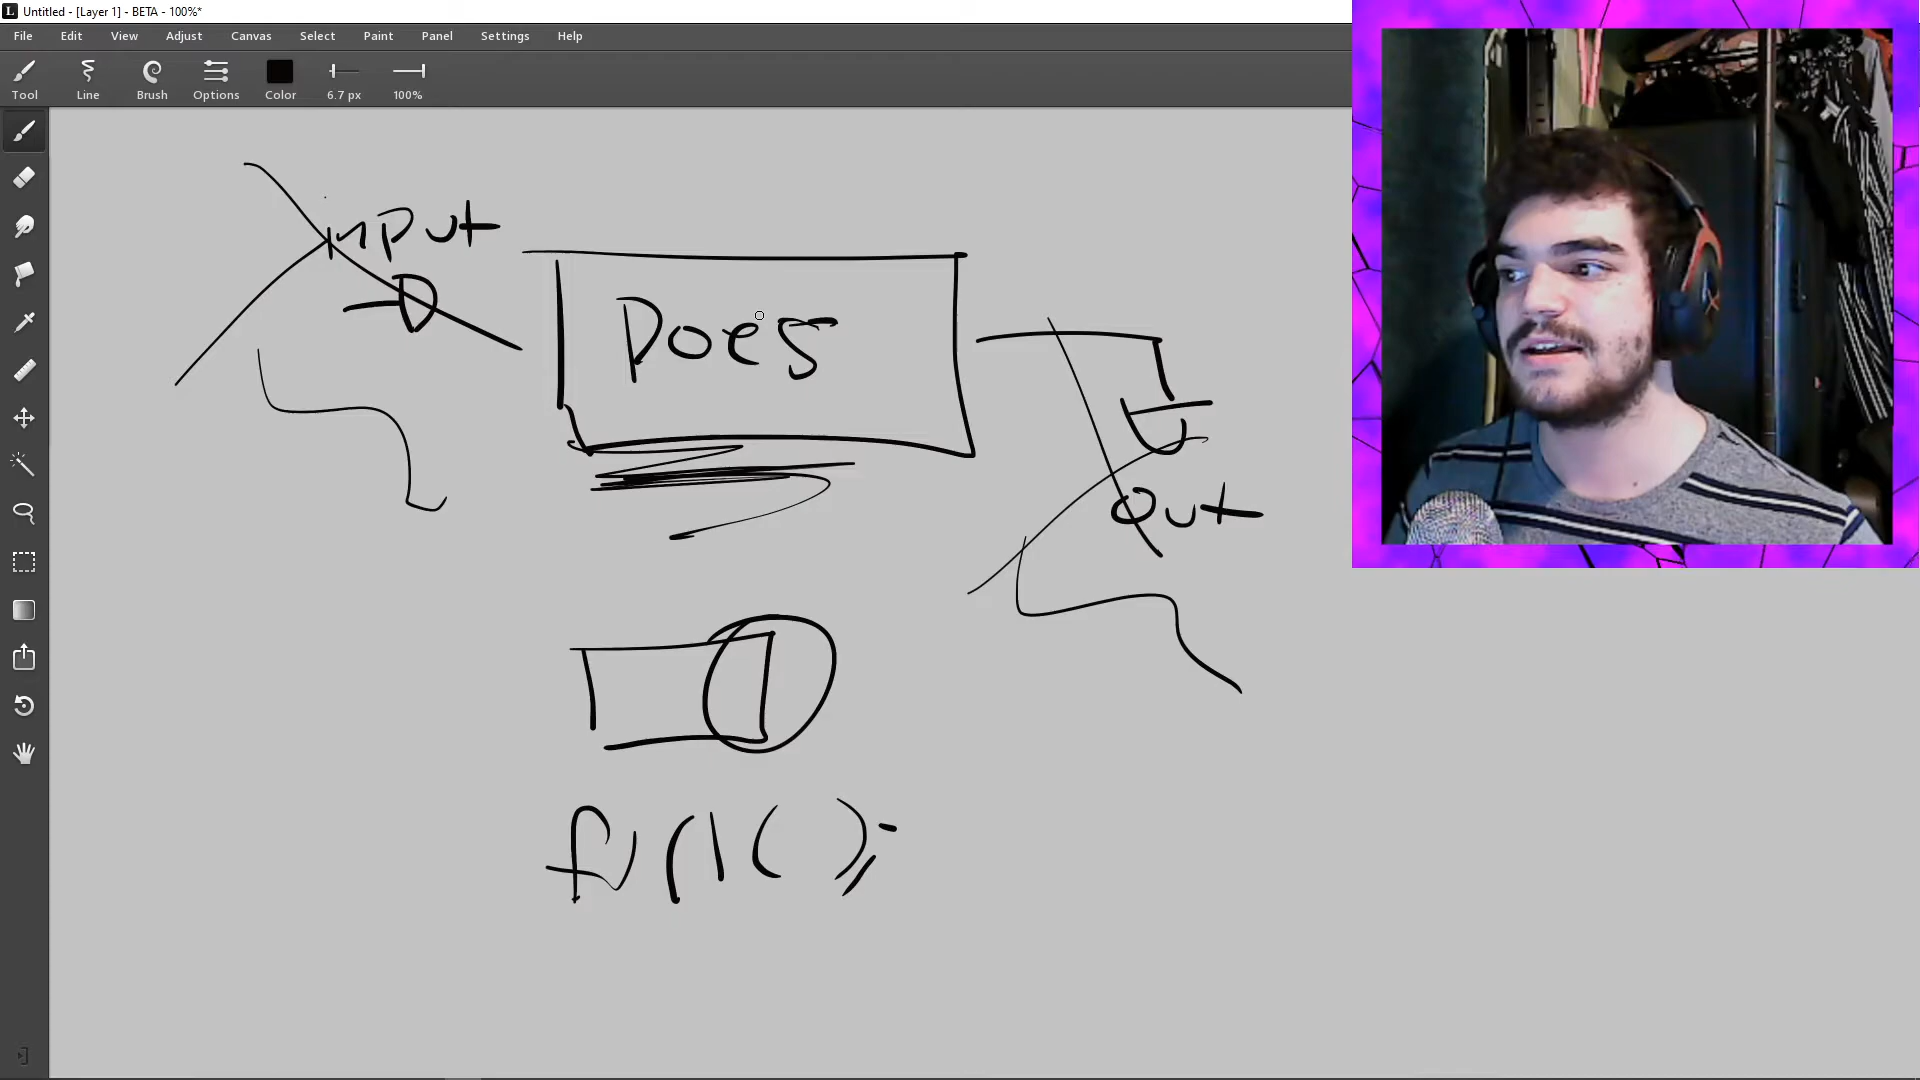 Untitled - [Layer 1] - BETA - 100%*
File Edit View Adjust Canvas Select Paint Panel Settings Help
Tool Line Brush Options Color 6.7 px 100%
Input
Does
Out